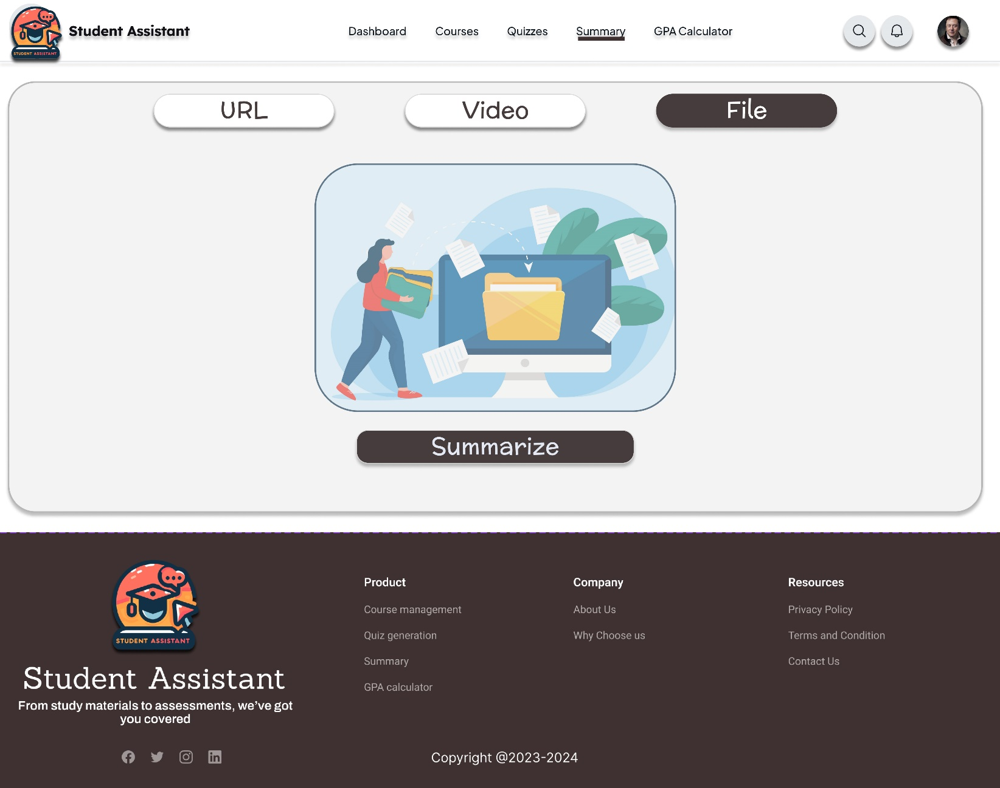 STUDENT ASSISTANT
Student Assistant
Dashboard
Courses
Quizzes
Summary
GPA Calculator
URL
Video
File
Summarize
STUDENT ASSISTANT
Student Assistant
From study materials to assessments, we’ve got
you covered
Product
Course management
Quiz generation
Summary
GPA calculator
Company
About Us
Why Choose us
Resources
Privacy Policy
Terms and Condition
Contact Us
Copyright @2023-2024